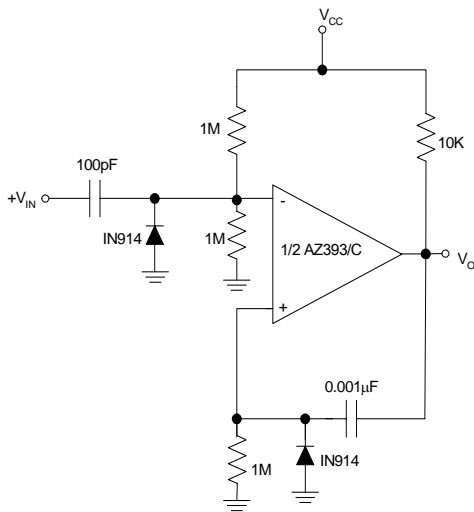 VCC
1M
10K
100pF
+VIN
-
IN914
1M
1/2 AZ393/C
VO
+
0.001μF
IN914
1M